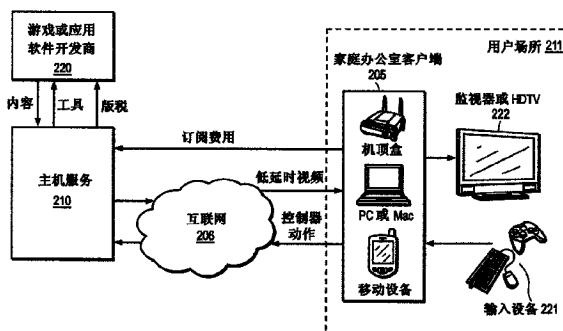 游戏或应用
软件开发商
220
内容
工具
版税
主机服务
210
订阅费用
低延时视频
互联网
206
控制器
动作
用户场所 211
家庭办公室客户端
205
机顶盒
PC 或 Mac
移动设备
监视器或 HDTV
222
输入设备 221